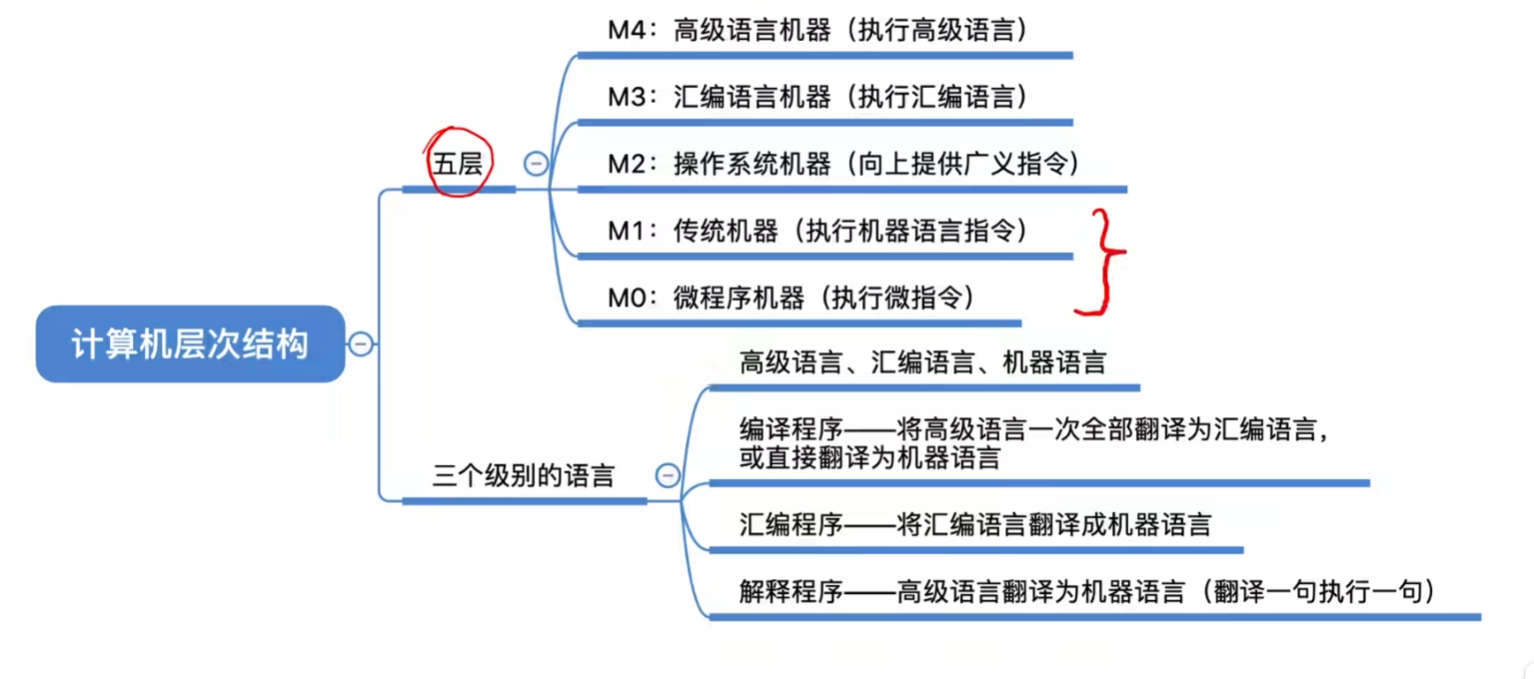 M4：高级语言机器（执行高级语言）
M3：汇编语言机器（执行汇编语言）
五层
M2：操作系统机器（向上提供广义指令）
M1：传统机器（执行机器语言指令）
M0：微程序机器（执行微指令）
计算机层次结构
高级语言、汇编语言、机器语言
编译程序——将高级语言一次全部翻译为汇编语言，
或直接翻译为机器语言
三个级别的语言
汇编程序——将汇编语言翻译成机器语言
解释程序——高级语言翻译为机器语言（翻译一句执行一句）